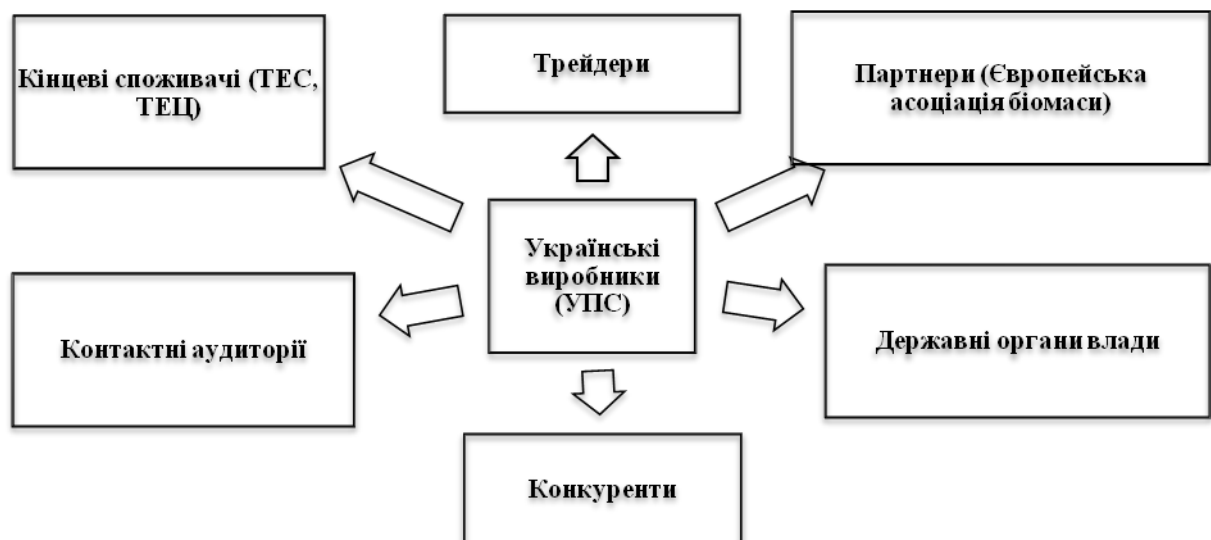 Кінцеві споживачі (ТЕС,
ТЕЦ)
Трейдери
Партнери (Європейська
асоціація біомаси)
Українські
виробники
(УПС)
Контактні аудиторії
Державні органи влади
Конкуренти